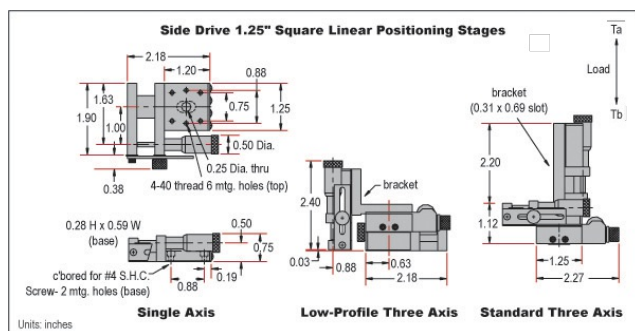 Side Drive 1.25" Square Linear Positioning Stages
Ta
Load
Tb
2.18
1.20
0.88
1.90
1.63
1.00
0.75
1.25
0.50 Dia.
0.38
0.25 Dia. thru
4-40 thread 6 mtg. holes (top)
0.28 H x 0.59 W
(base)
0.50
0.75
c'bored for #4 S.H.C.
Screw- 2 mtg. holes (base)
0.19
0.88
Single Axis
bracket
2.40
0.03
0.88
0.63
2.18
Low-Profile Three Axis
bracket
(0.31 x 0.69 slot)
2.20
1.12
1.25
2.27
Standard Three Axis
Units: inches